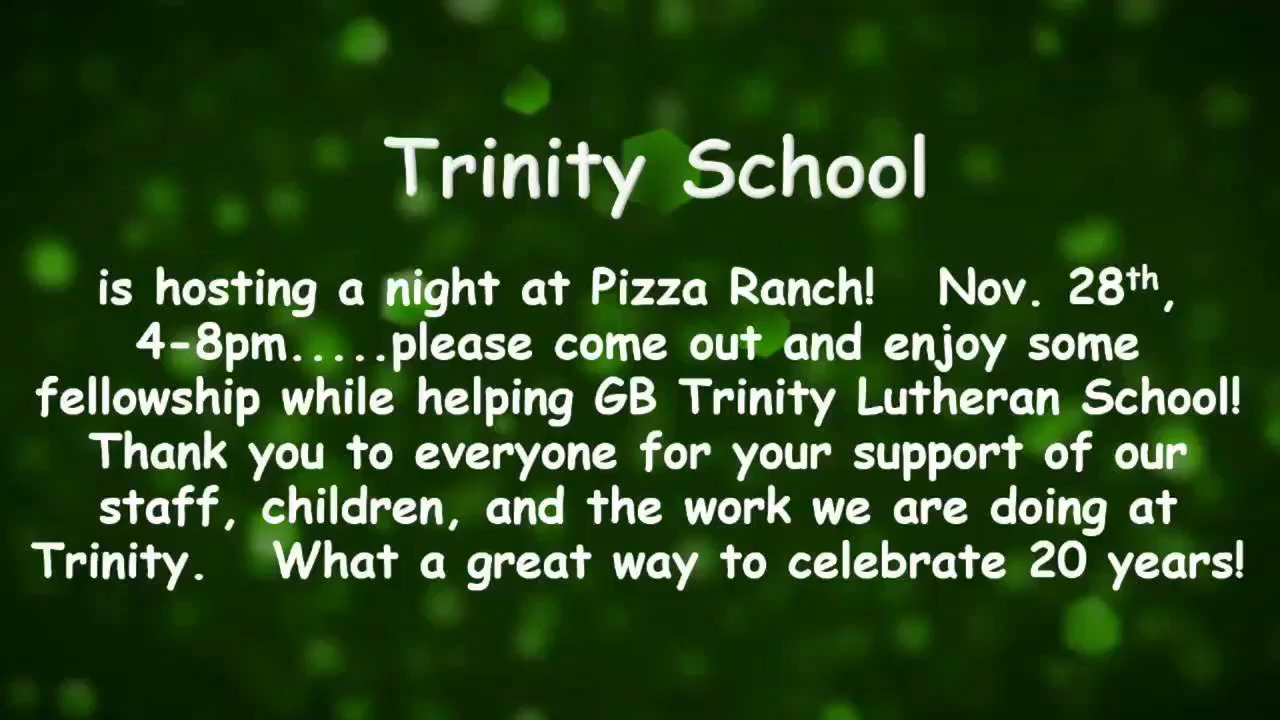 Trinity School
is hosting a night at Pizza Ranch!   Nov. 28th,
4-8pm.....please come out and enjoy some
fellowship while helping GB Trinity Lutheran School!
Thank you to everyone for your support of our
staff, children, and the work we are doing at
Trinity.   What a great way to celebrate 20 years!